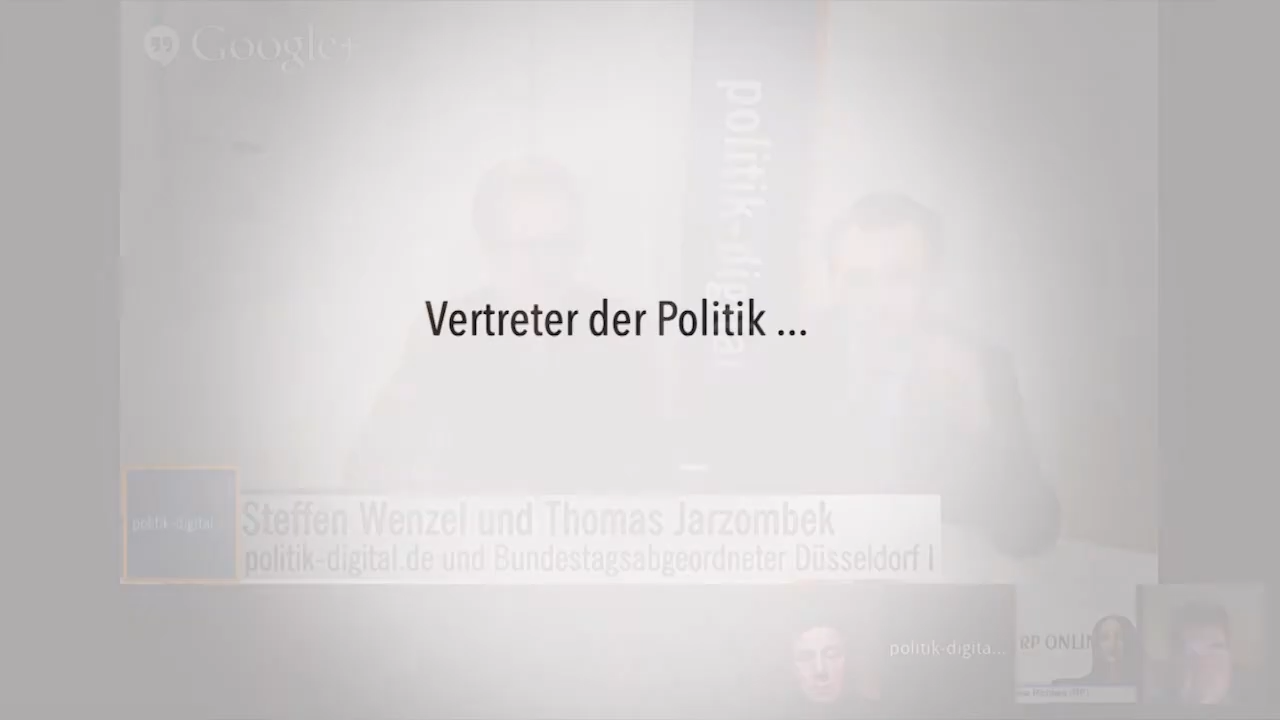 Google+
politik-digital
Vertreter der Politik ...
politik-digital
Steffen Wenzel und Thomas Jarzombek
politik-digital.de und Bundestagsabgeordneter Düsseldorf I
politik-digita...
RP ONLIN